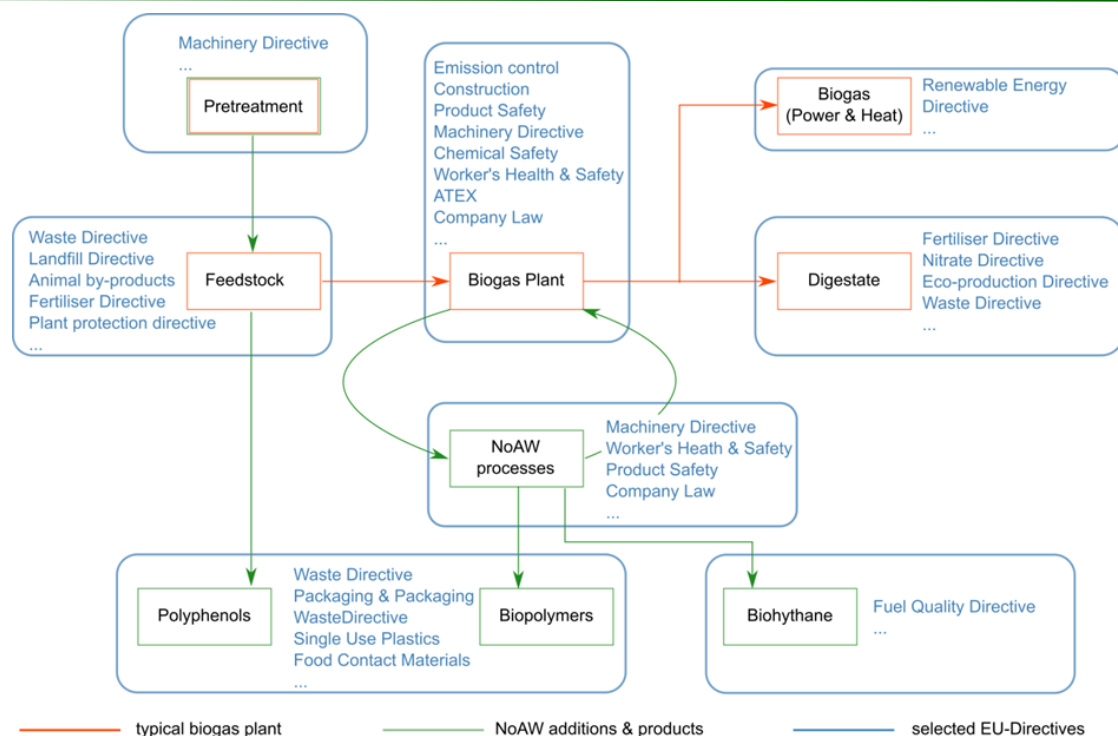 Machinery Directive
...
Pretreatment
Emission control
Construction
Product Safety
Machinery Directive
Chemical Safety
Worker's Health & Safety
ATEX
Company Law
...
Biogas Plant
Biogas
(Power & Heat)
Renewable Energy
Directive
...
Waste Directive
Landfill Directive
Animal by-products
Fertiliser Directive
Plant protection directive
...
Feedstock
Digestate
Fertiliser Directive
Nitrate Directive
Eco-production Directive
Waste Directive
...
NoAW
processes
Machinery Directive
Worker's Heath & Safety
Product Safety
Company Law
...
Polyphenols
Waste Directive
Packaging & Packaging
WasteDirective
Single Use Plastics
Food Contact Materials
...
Biopolymers
Biohythane
Fuel Quality Directive
...
typical biogas plant
NoAW additions & products
selected EU-Directives